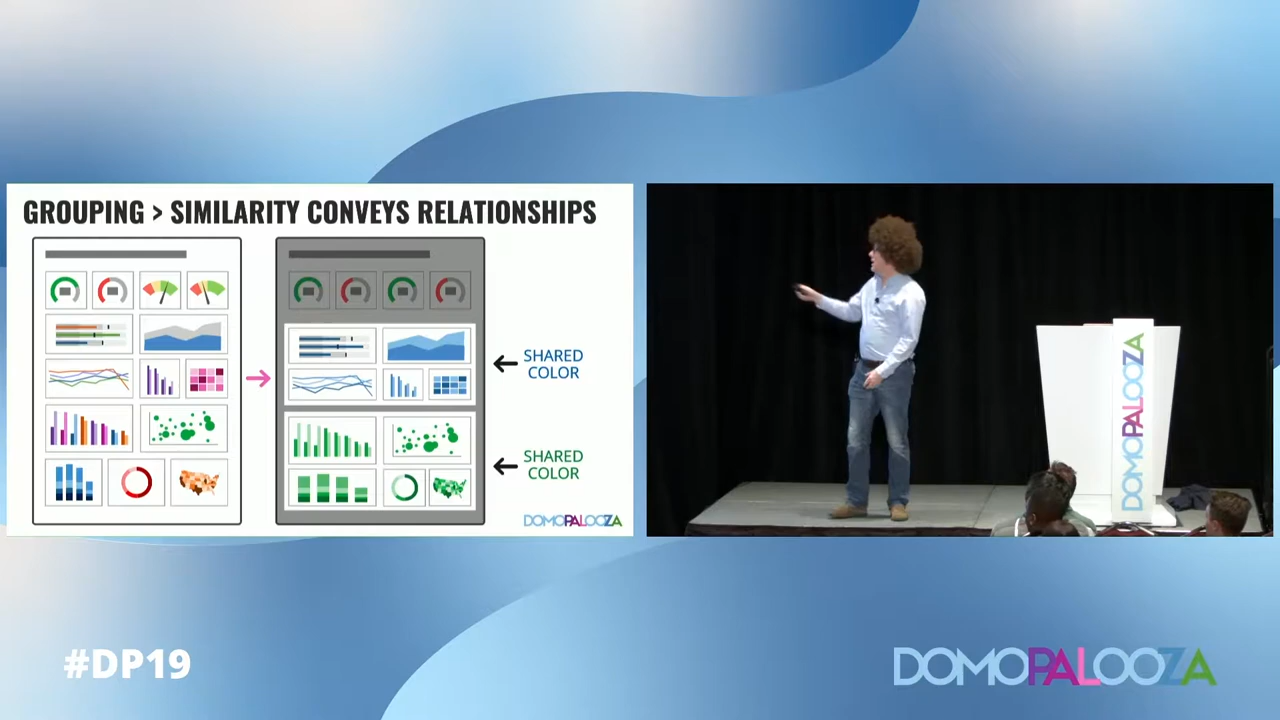 GROUPING > SIMILARITY CONVEYS RELATIONSHIPS
SHARED
COLOR
SHARED
COLOR
DOMOPALOOZA
DOMOPALOOZA
#DP19
DOMOPALOOZA